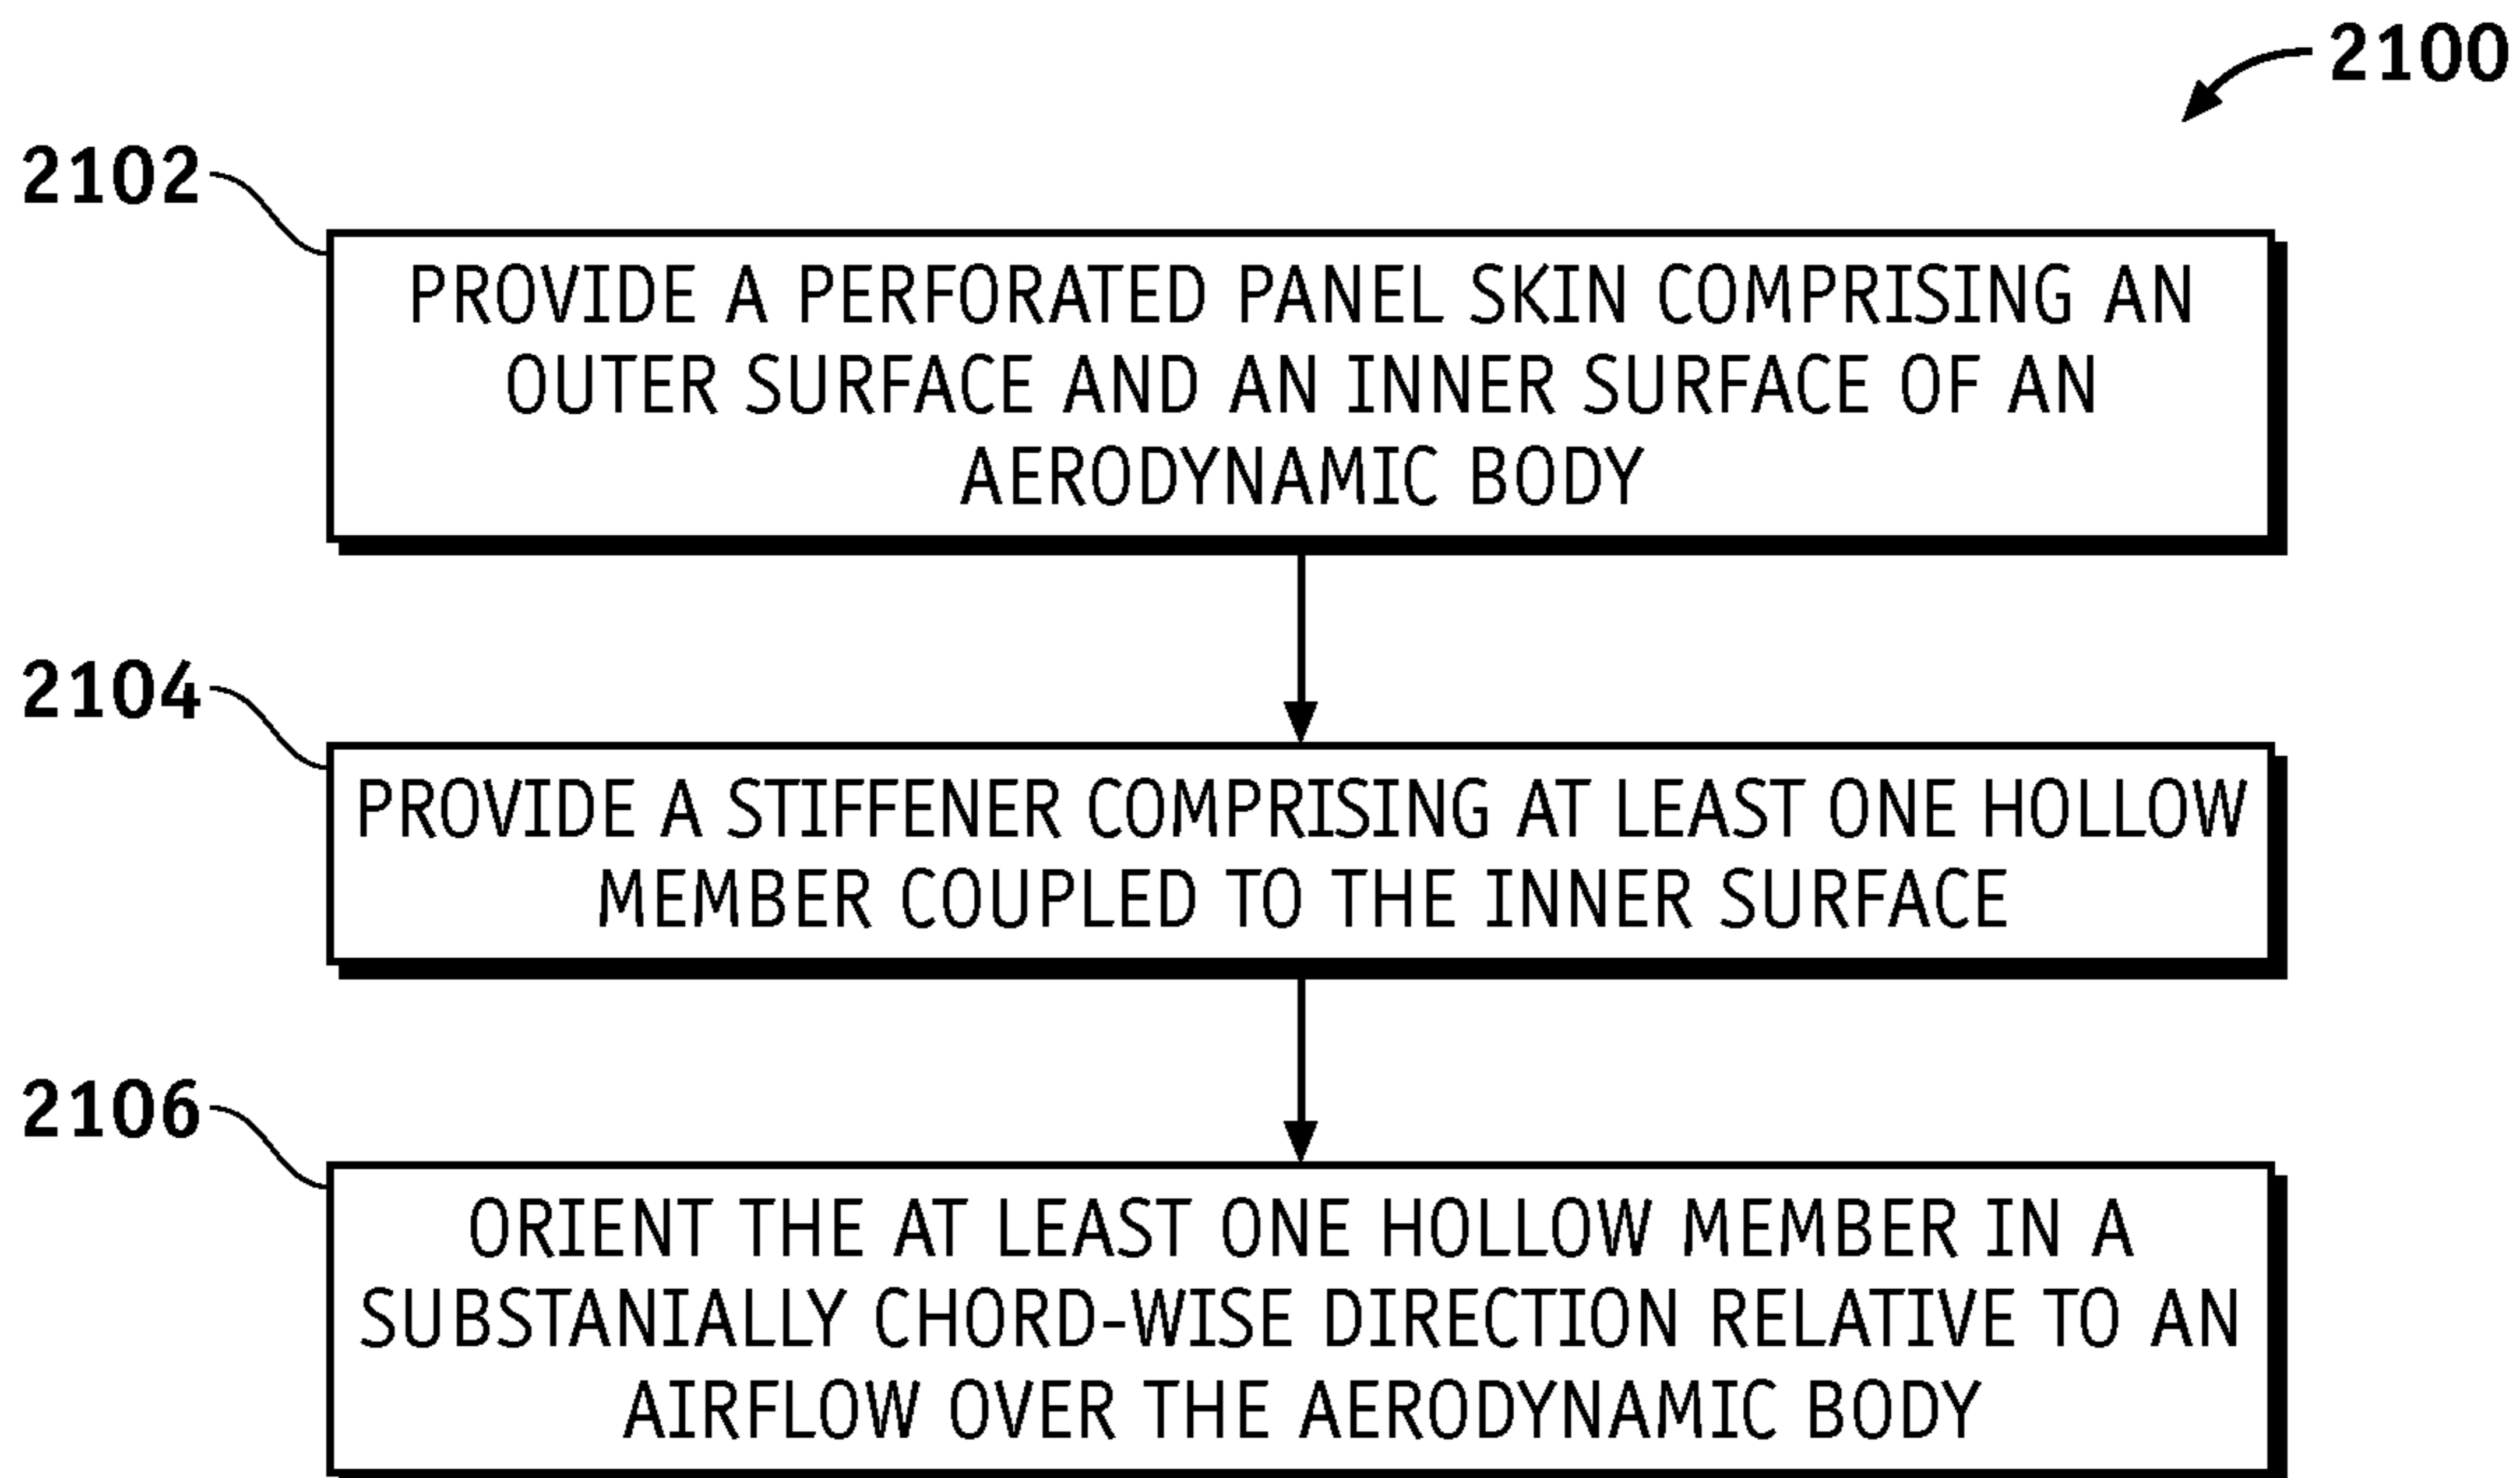 2100
2102
PROVIDE A PERFORATED PANEL SKIN COMPRISING AN
OUTER SURFACE AND AN INNER SURFACE OF AN
AERODYNAMIC BODY
2104
PROVIDE A STIFFENER COMPRISING AT LEAST ONE HOLLOW
MEMBER COUPLED TO THE INNER SURFACE
2106
ORIENT THE AT LEAST ONE HOLLOW MEMBER IN A
SUBSTANIALLY CHORD-WISE DIRECTION RELATIVE TO AN
AIRFLOW OVER THE AERODYNAMIC BODY